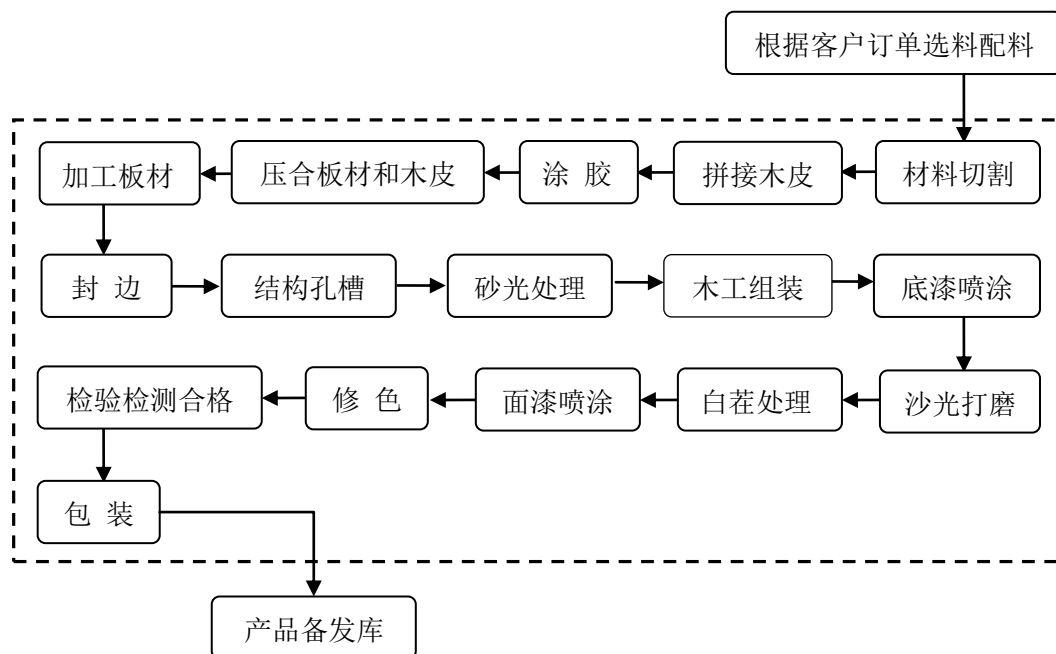 根据客户订单选料配料
加工板材
压合板材和木皮
涂 胶
拼接木皮
材料切割
封 边
结构孔槽
砂光处理
木工组装
底漆喷涂
检验检测合格
修 色
面漆喷涂
白茬处理
沙光打磨
包 装
产品备发库